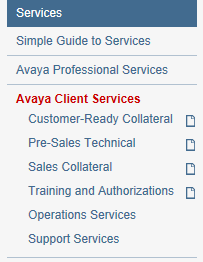 Services
Simple Guide to Services
Avaya Professional Services
Avaya Client Services
Customer-Ready Collateral
Pre-Sales Technical
Sales Collateral
Training and Authorizations
Operations Services
Support Services